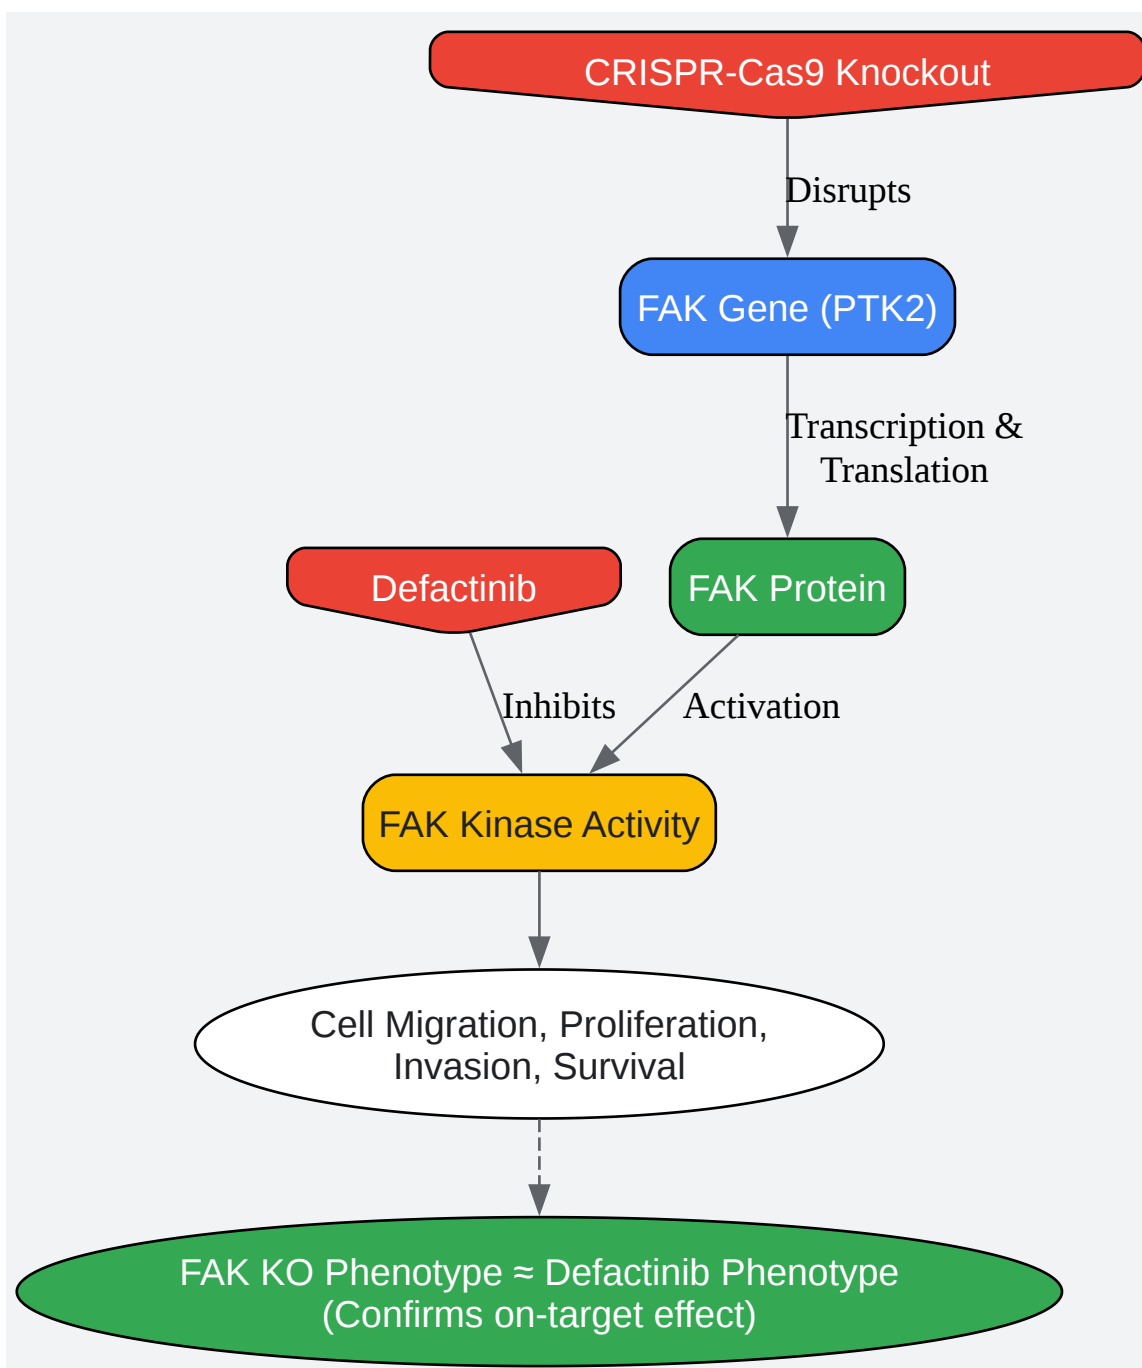 CRISPR-Cas9 Knockout
Disrupts
FAK Gene (PTK2)
Transcription &
Translation
Defactinib
FAK Protein
Inhibits
Activation
FAK Kinase Activity
Cell Migration, Proliferation,
Invasion, Survival
FAK KO Phenotype ≈ Defactinib Phenotype
(Confirms on-target effect)